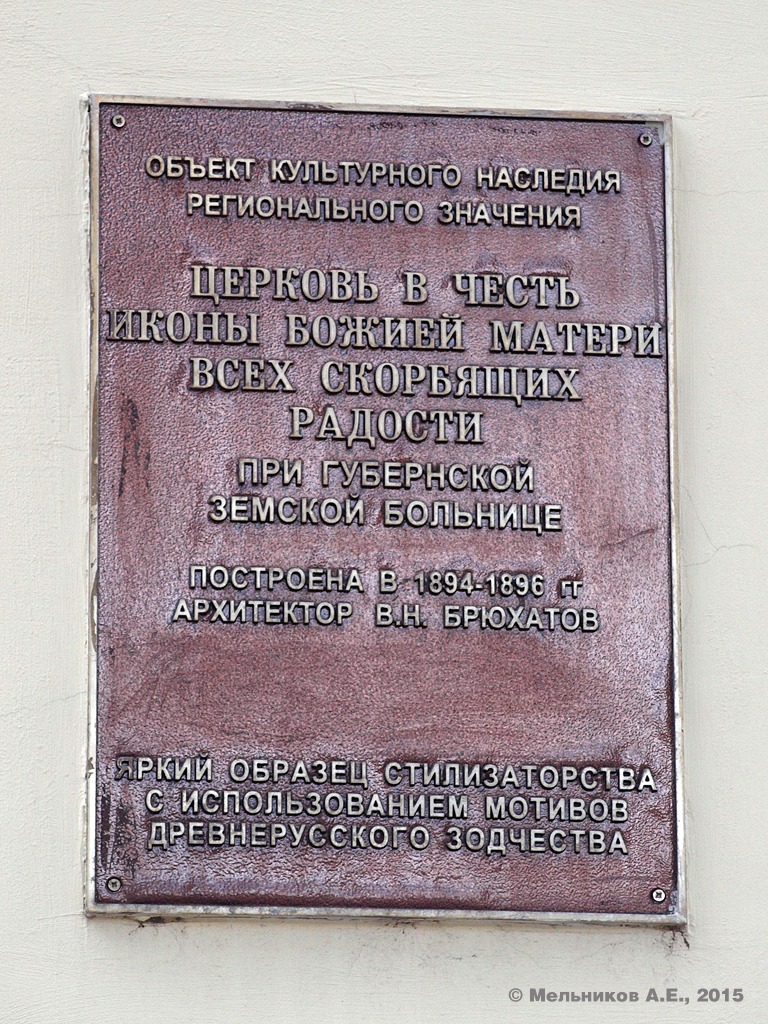 ОБЪЕКТ КУЛЬТУРНОГО НАСЛЕДИЯ
РЕГИОНАЛЬНОГО ЗНАЧЕНИЯ
ЦЕРКОВЬ В ЧЕСТЬ
ИКОНЫ БОЖИЕЙ МАТЕРИ
ВСЕХ СКОРБЯЩИХ
РАДОСТИ
ПРИ ГУБЕРНСКОЙ
ЗЕМСКОЙ БОЛЬНИЦЕ
ПОСТРОЕНА В 1894-1896 гг
АРХИТЕКТОР В.Н. БРЮХАТОВ
ЯРКИЙ ОБРАЗЕЦ СТИЛИЗАТОРСТВА
С ИСПОЛЬЗОВАНИЕМ МОТИВОВ
ДРЕВНЕРУССКОГО ЗОДЧЕСТВА
© Мельников А.Е., 2015